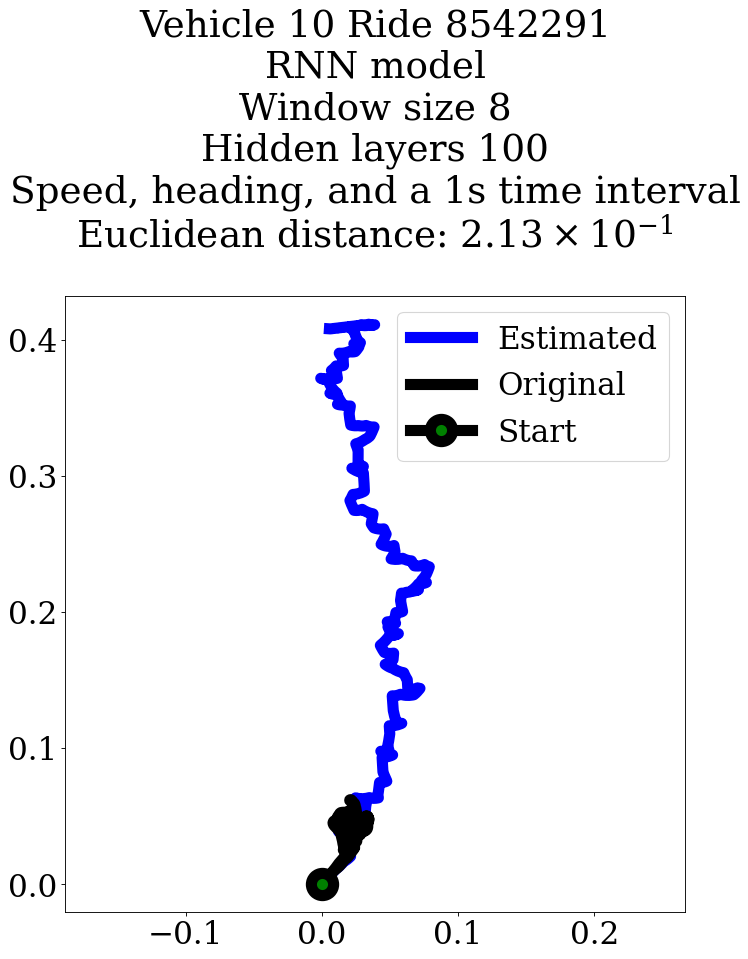 Vehicle 10 Ride 8542291
RNN model
Window size 8
Hidden layers 100
Speed, heading, and a 1s time interval
Euclidean distance: 2.13 × 10⁻¹
Estimated
Original
Start
0.4
0.3
0.2
0.1
0.0
−0.1 0.0 0.1 0.2